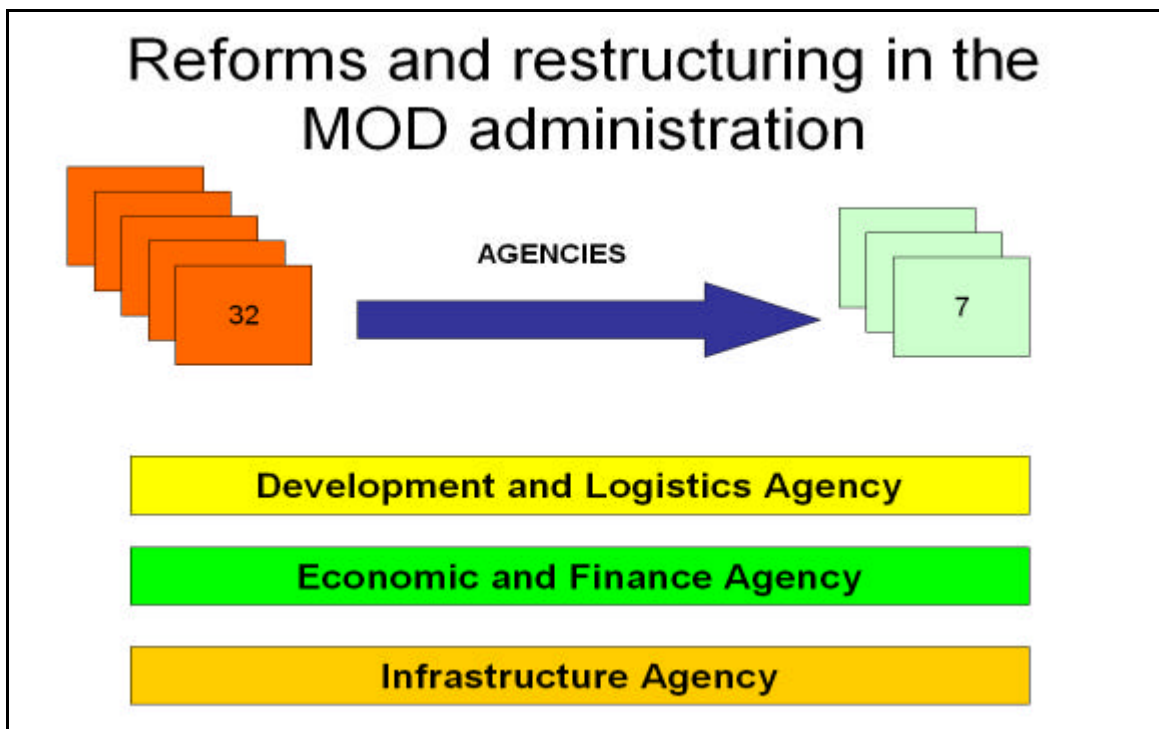 Reforms and restructuring in the
MOD administration
AGENCIES
32
7
Development and Logistics Agency
Economic and Finance Agency
Infrastructure Agency